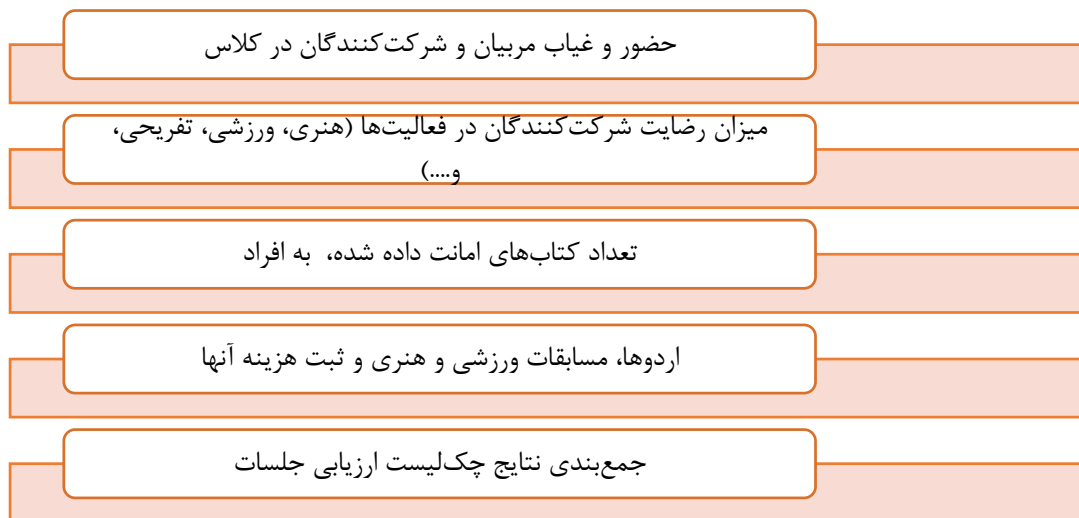 حضور و غیاب مربیان و شرکت‌کنندگان در کلاس
میزان رضایت شرکت‌کنندگان در فعالیت‌ها (هنری، ورزشی، تفریحی،
و....)
تعداد کتاب‌های امانت داده شده، به افراد
اردوها، مسابقات ورزشی و هنری و ثبت هزینه آنها
جمع‌بندی نتایج چک‌لیست ارزیابی جلسات